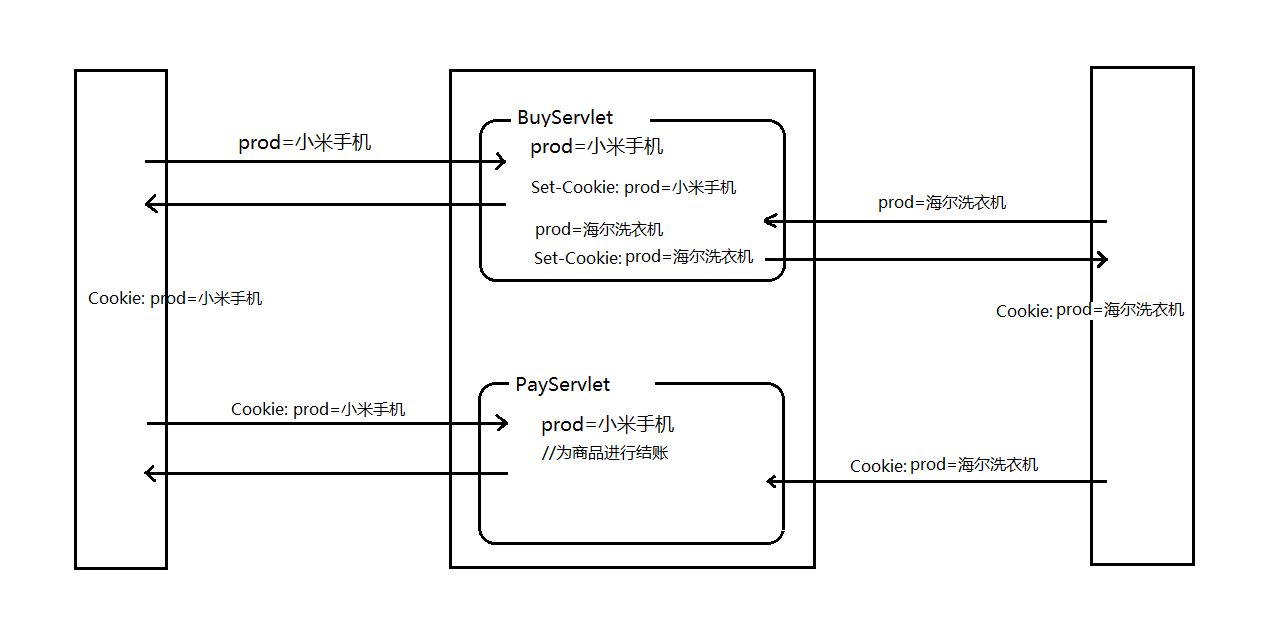 BuyServlet
prod=小米手机
prod=小米手机
Set-Cookie: prod=小米手机
prod=海尔洗衣机
prod=海尔洗衣机
Set-Cookie: prod=海尔洗衣机
Cookie: prod=小米手机
Cookie: prod=海尔洗衣机
PayServlet
Cookie: prod=小米手机
prod=小米手机
//为商品进行结账
Cookie: prod=海尔洗衣机